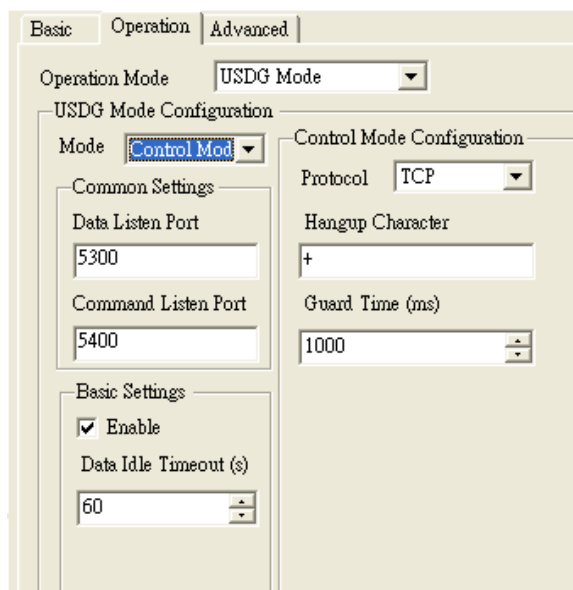 Basic Operation Advanced
Operation Mode USDG Mode
USDG Mode Configuration
Mode Control Mod
Common Settings
Data Listen Port
5300
Command Listen Port
5400
Basic Settings
Enable
Data Idle Timeout (s)
60
Control Mode Configuration
Protocol TCP
Hangup Character
+
Guard Time (ms)
1000